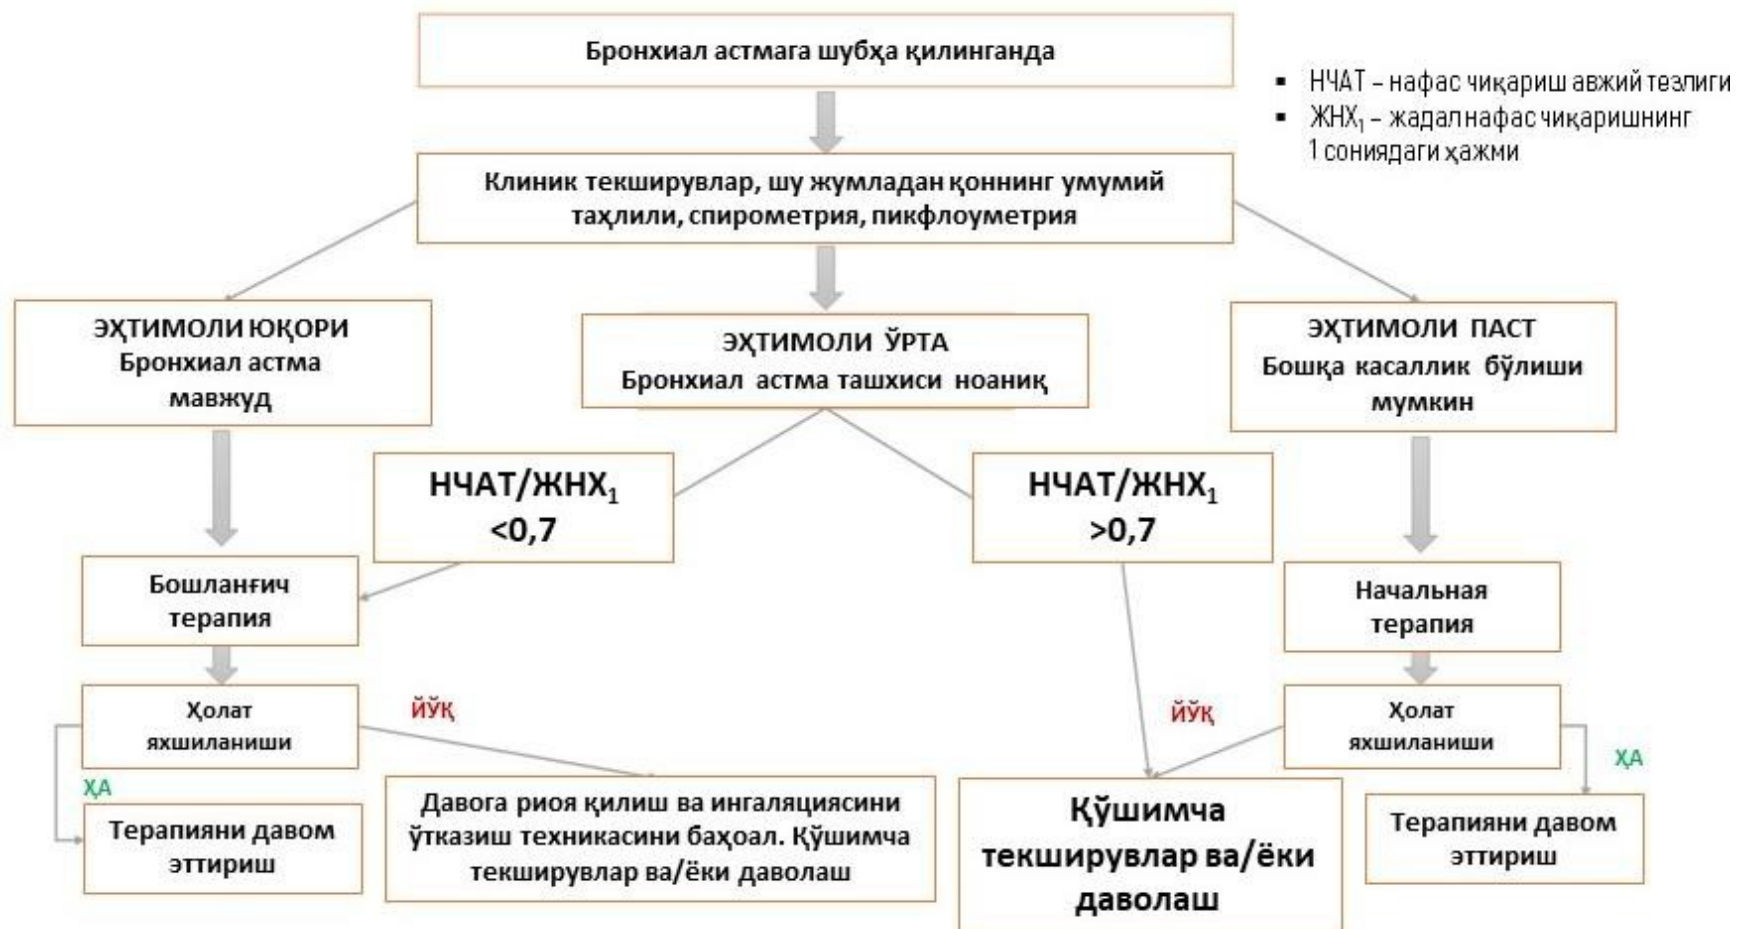 Бронхиал астмага шубҳа қилинганда
▪ НЧАТ – нафас чиқариш авжий тезлиги
▪ ЖНХ₁ – жадал нафас чиқаришнинг
1 сониядаги ҳажми
Клиник текширувлар, шу жумладан қоннинг умумий
таҳлили, спирометрия, пикфлоуметрия
ЭҲТИМОЛИ ЮҚОРИ
Бронхиал астма
мавжуд
ЭҲТИМОЛИ ЎРТА
Бронхиал астма ташхиси ноаниқ
ЭҲТИМОЛИ ПАСТ
Бошқа касаллик бўлиши
мумкин
НЧАТ/ЖНХ₁
<0,7
НЧАТ/ЖНХ₁
>0,7
Бошланғич
терапия
Начальная
терапия
Ҳолат
яхшиланиши
ЙЎҚ
ЙЎҚ
Ҳолат
яхшиланиши
ҲА
ҲА
Терапияни давом
эттириш
Давога риоя қилиш ва ингаляциясини
ўтказиш техникасини баҳоал. Қўшимча
текширувлар ва/ёки даволаш
Қўшимча
текширувлар ва/ёки
даволаш
Терапияни давом
эттириш